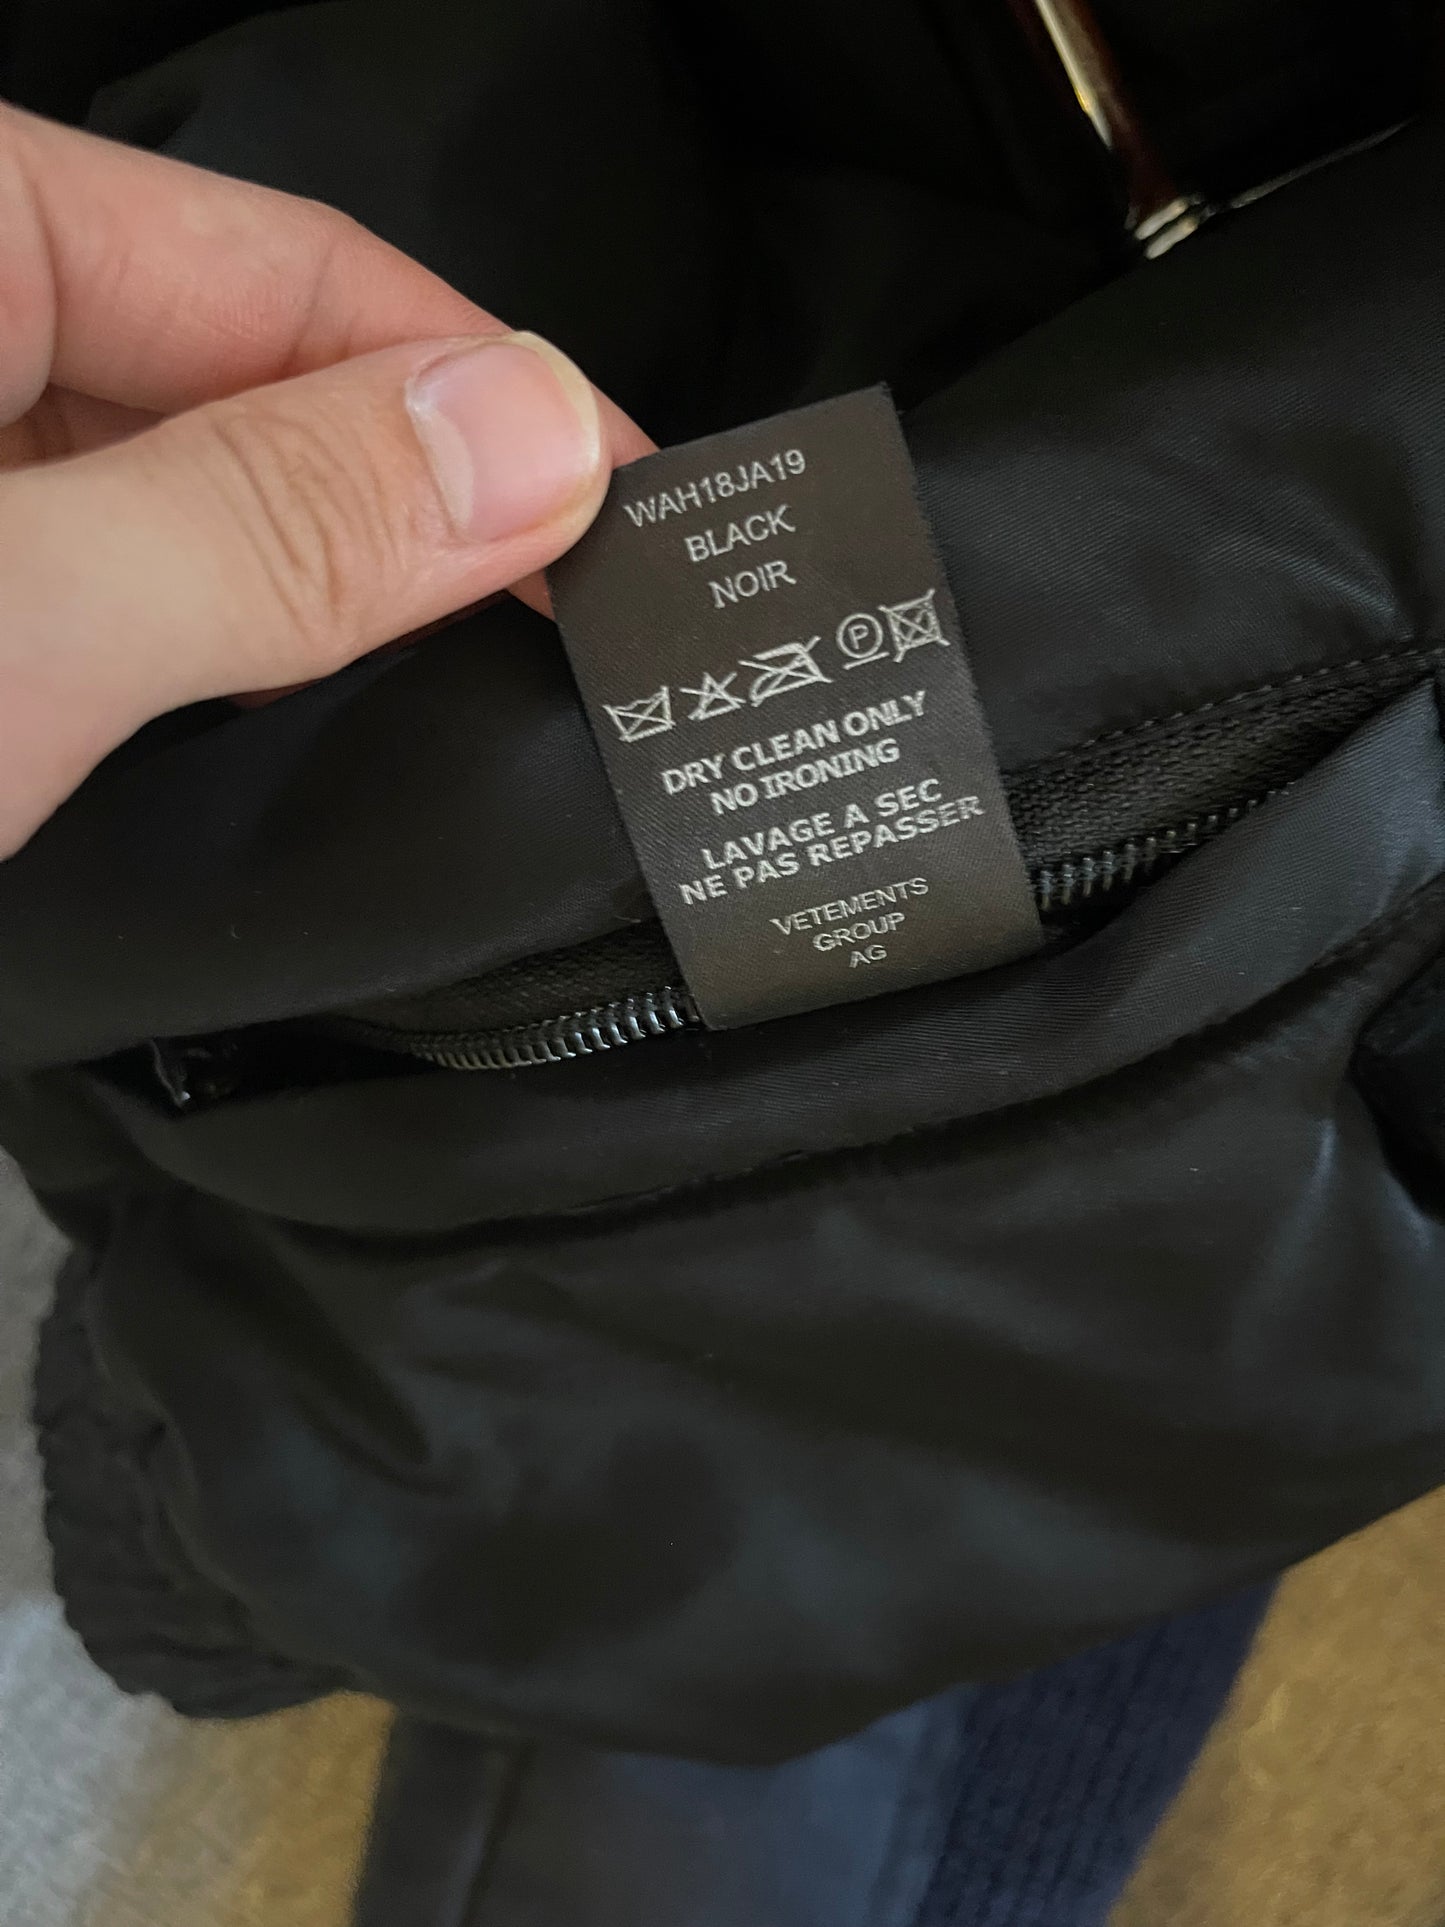 WAH18JA19
BLACK
NOIR
P
DRY CLEAN ONLY
NO IRONING
LAVAGE A SEC
NE PAS REPASSER
VETEMENTS
GROUP
AG